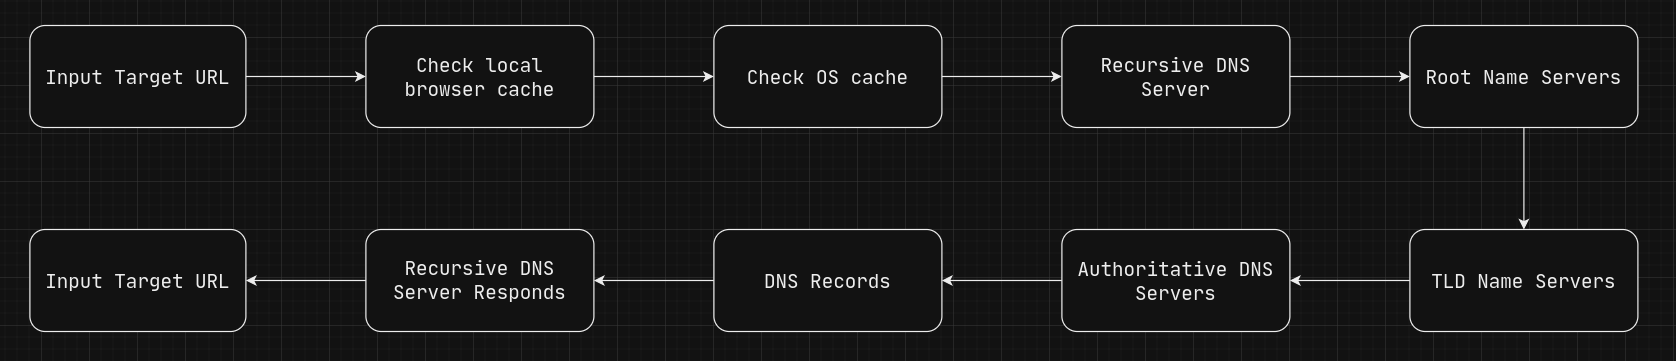 Input Target URL
Check local
browser cache
Check OS cache
Recursive DNS
Server
Root Name Servers
Input Target URL
Recursive DNS
Server Responds
DNS Records
Authoritative DNS
Servers
TLD Name Servers